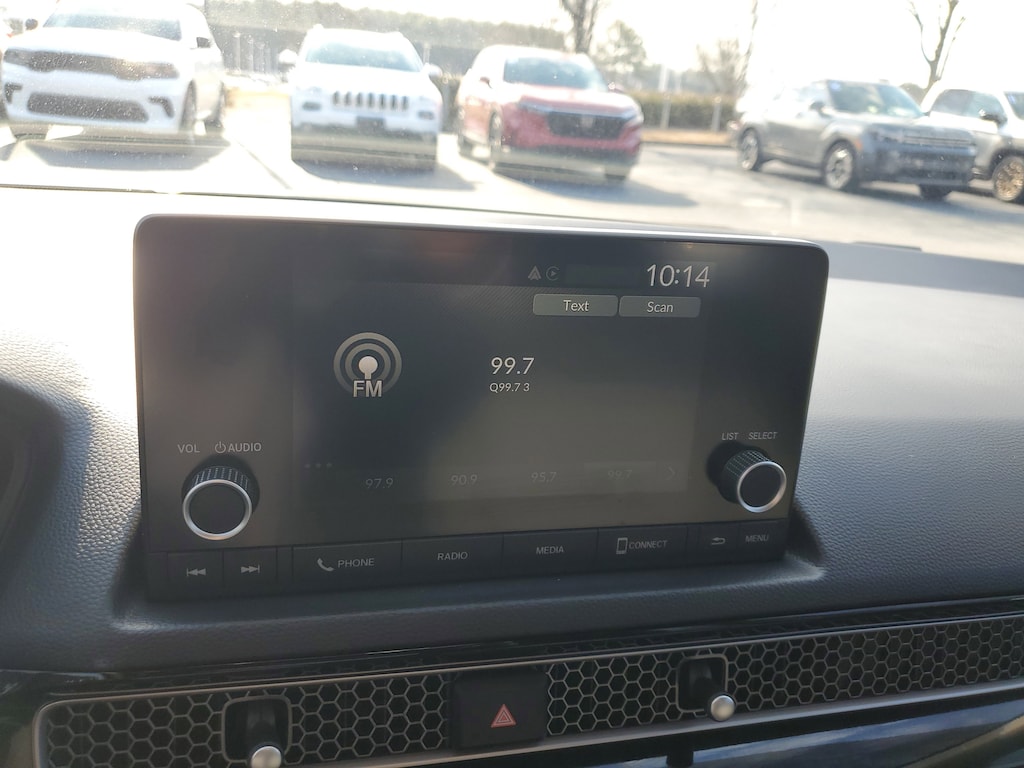 10:14
Text Scan
99.7
Q99.7 3
FM
LIST SELECT
VOL AUDIO
97.9 90.9 95.7 99.7
PHONE RADIO MEDIA CONNECT MENU